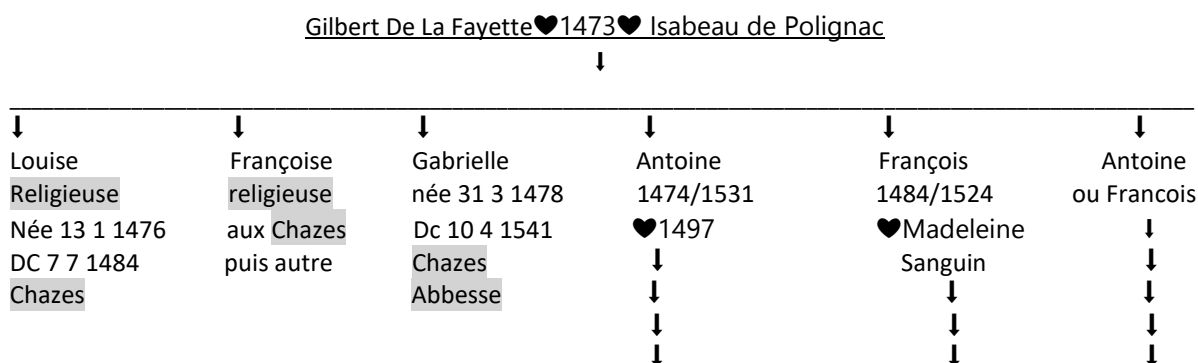 Gilbert De La Fayette♥1473♥ Isabeau de Polignac
Louise Françoise Gabrielle Antoine François Antoine
Religieuse religieuse née 31 3 1478 1474/1531 1484/1524 ou Francois
Née 13 1 1476 aux Chazes Dc 10 4 1541 ♥1497 ♥Madeleine
DC 7 7 1484 puis autre Chazes Sanguin
Chazes Abbesse